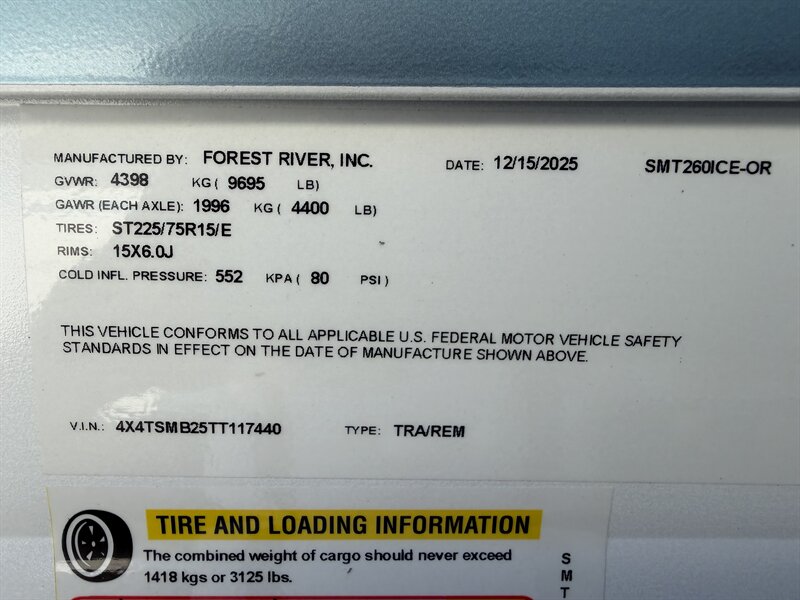 MANUFACTURED BY: FOREST RIVER, INC. DATE: 12/15/2025 SMT260ICE-OR
GVWR: 4398 KG ( 9695 LB)
GAWR (EACH AXLE): 1996 KG ( 4400 LB)
TIRES: ST225/75R15/E
RIMS: 15X6.0J
COLD INFL. PRESSURE: 552 KPA ( 80 PSI )
THIS VEHICLE CONFORMS TO ALL APPLICABLE U.S. FEDERAL MOTOR VEHICLE SAFETY
STANDARDS IN EFFECT ON THE DATE OF MANUFACTURE SHOWN ABOVE.
V.I.N.: 4X4TSMB25TT117440 TYPE: TRA/REM
TIRE AND LOADING INFORMATION
The combined weight of cargo should never exceed
1418 kgs or 3125 lbs.
S
M
T